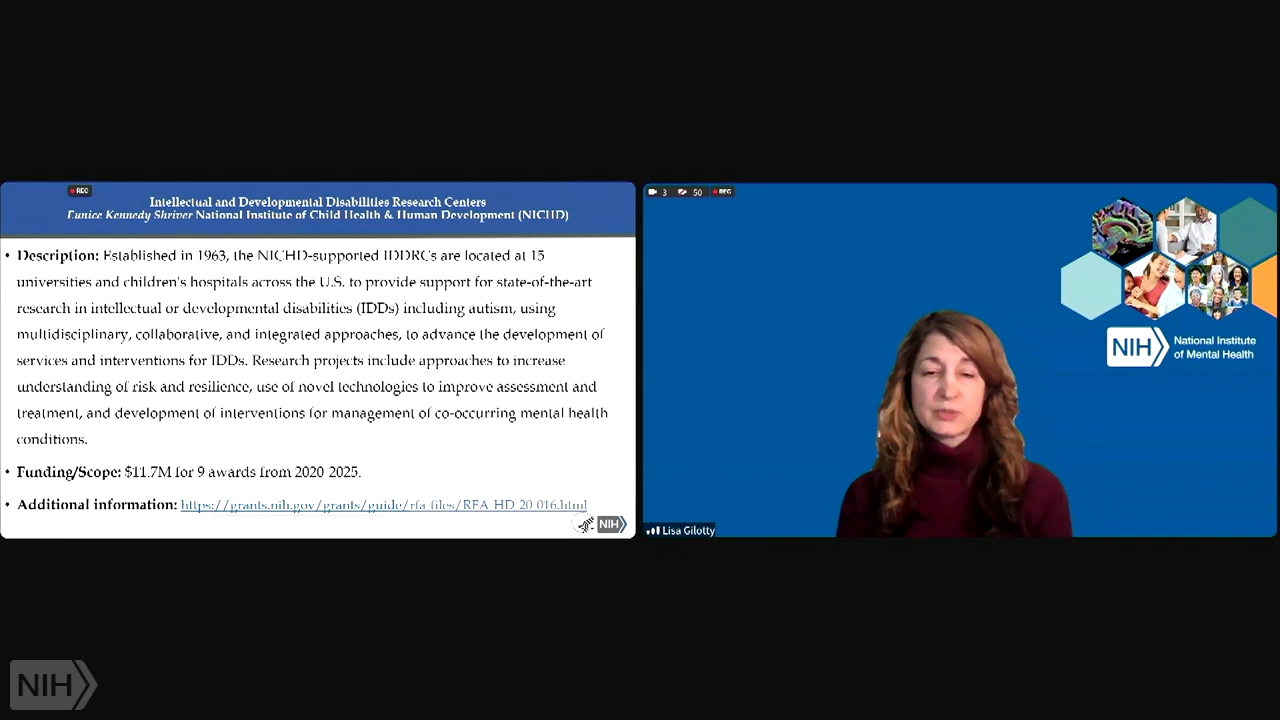 REC
Intellectual and Developmental Disabilities Research Centers
Eunice Kennedy Shriver National Institute of Child Health & Human Development (NICHD)
• Description: Established in 1963, the NICHD-supported IDDRCs are located at 15
universities and children's hospitals across the U.S. to provide support for state-of-the-art
research in intellectual or developmental disabilities (IDDs) including autism, using
multidisciplinary, collaborative, and integrated approaches, to advance the development of
services and interventions for IDDs. Research projects include approaches to increase
understanding of risk and resilience, use of novel technologies to improve assessment and
treatment, and development of interventions for management of co-occurring mental health
conditions.
• Funding/Scope: $11.7M for 9 awards from 2020-2025.
• Additional information: https://grants.nih.gov/grants/guide/rfa-files/RFA-HD-20-016.html
NIH
3 50 REC
NIH National Institute
of Mental Health
Lisa Gilotty
NIH